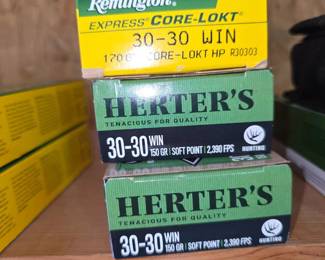 Remington
EXPRESS CORE-LOKT
30-30 WIN
CORE-LOKT HP R30303
HERTER'S
TENACIOUS FOR QUALITY
30-30 WIN
150 GR | SOFT POINT | 2,390 FPS
HUNTING
HERTER'S
TENACIOUS FOR QUALITY
30-30 WIN
150 GR | SOFT POINT | 2,390 FPS
HUNTING